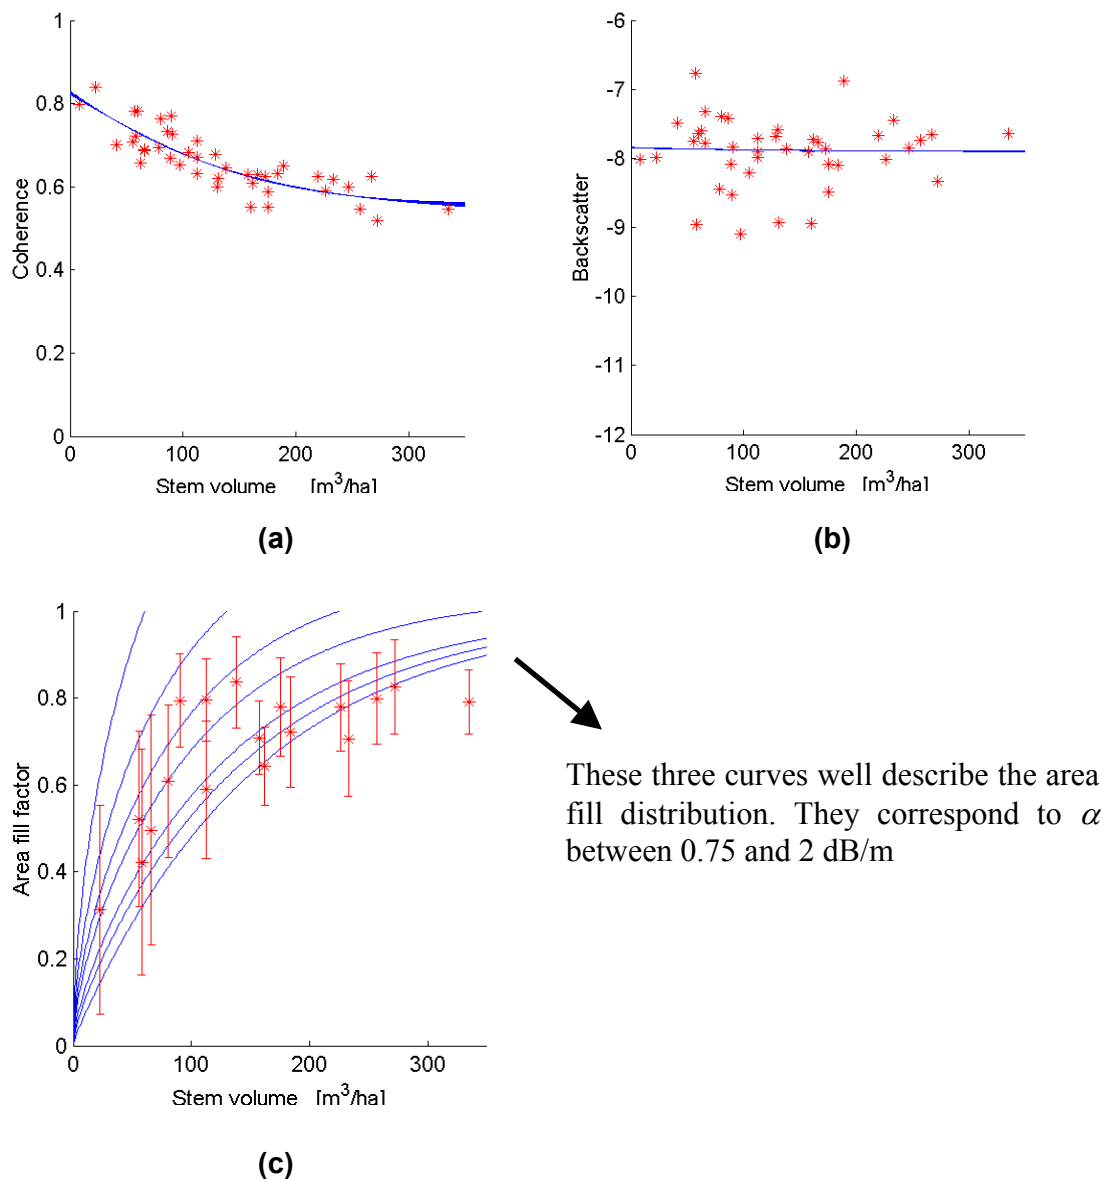 1
0.8
0.6
0.4
0.2
0
Coherence
0 100 200 300
Stem volume [m³/ha]
(a)
-6
-7
-8
-9
-10
-11
-12
Backscatter
0 100 200 300
Stem volume [m³/ha]
(b)
1
0.8
0.6
0.4
0.2
0
Area fill factor
0 100 200 300
Stem volume [m³/ha]
(c)
These three curves well describe the area
fill distribution. They correspond to α
between 0.75 and 2 dB/m